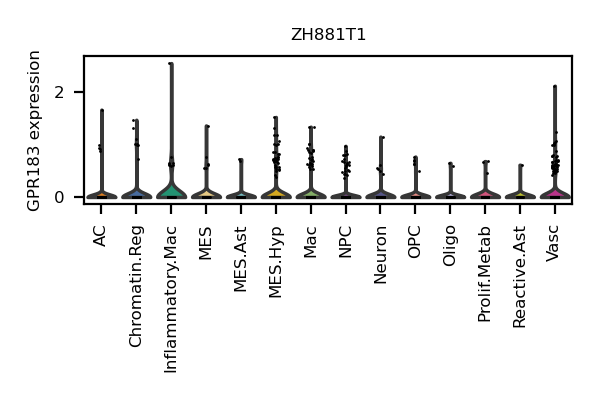 ZH881T1
GPR183 expression
2
0
AC
Chromatin.Reg
Inflammatory.Mac
MES
MES.Ast
MES.Hyp
Mac
NPC
Neuron
OPC
Oligo
Prolif.Metab
Reactive.Ast
Vasc